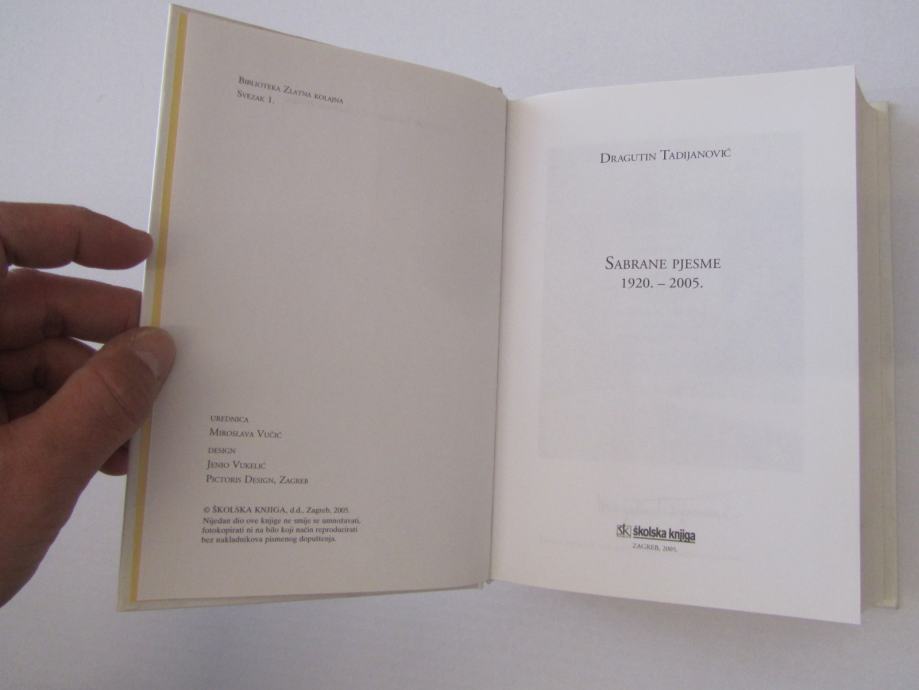 Biblioteka Zlatna kolajna
Svezak 1.
urednica
Miroslava Vučić
design
Jenio Vukelić
Pictoris Design, Zagreb
© ŠKOLSKA KNJIGA, d.d., Zagreb, 2005.
Nijedan dio ove knjige ne smije se umnožavati,
fotokopirati ni na bilo koji način reproducirati
bez nakladnikova pismenog dopuštenja.
Dragutin Tadijanović
Sabrane pjesme
1920. – 2005.
ŠK školska knjiga
ZAGREB, 2005.